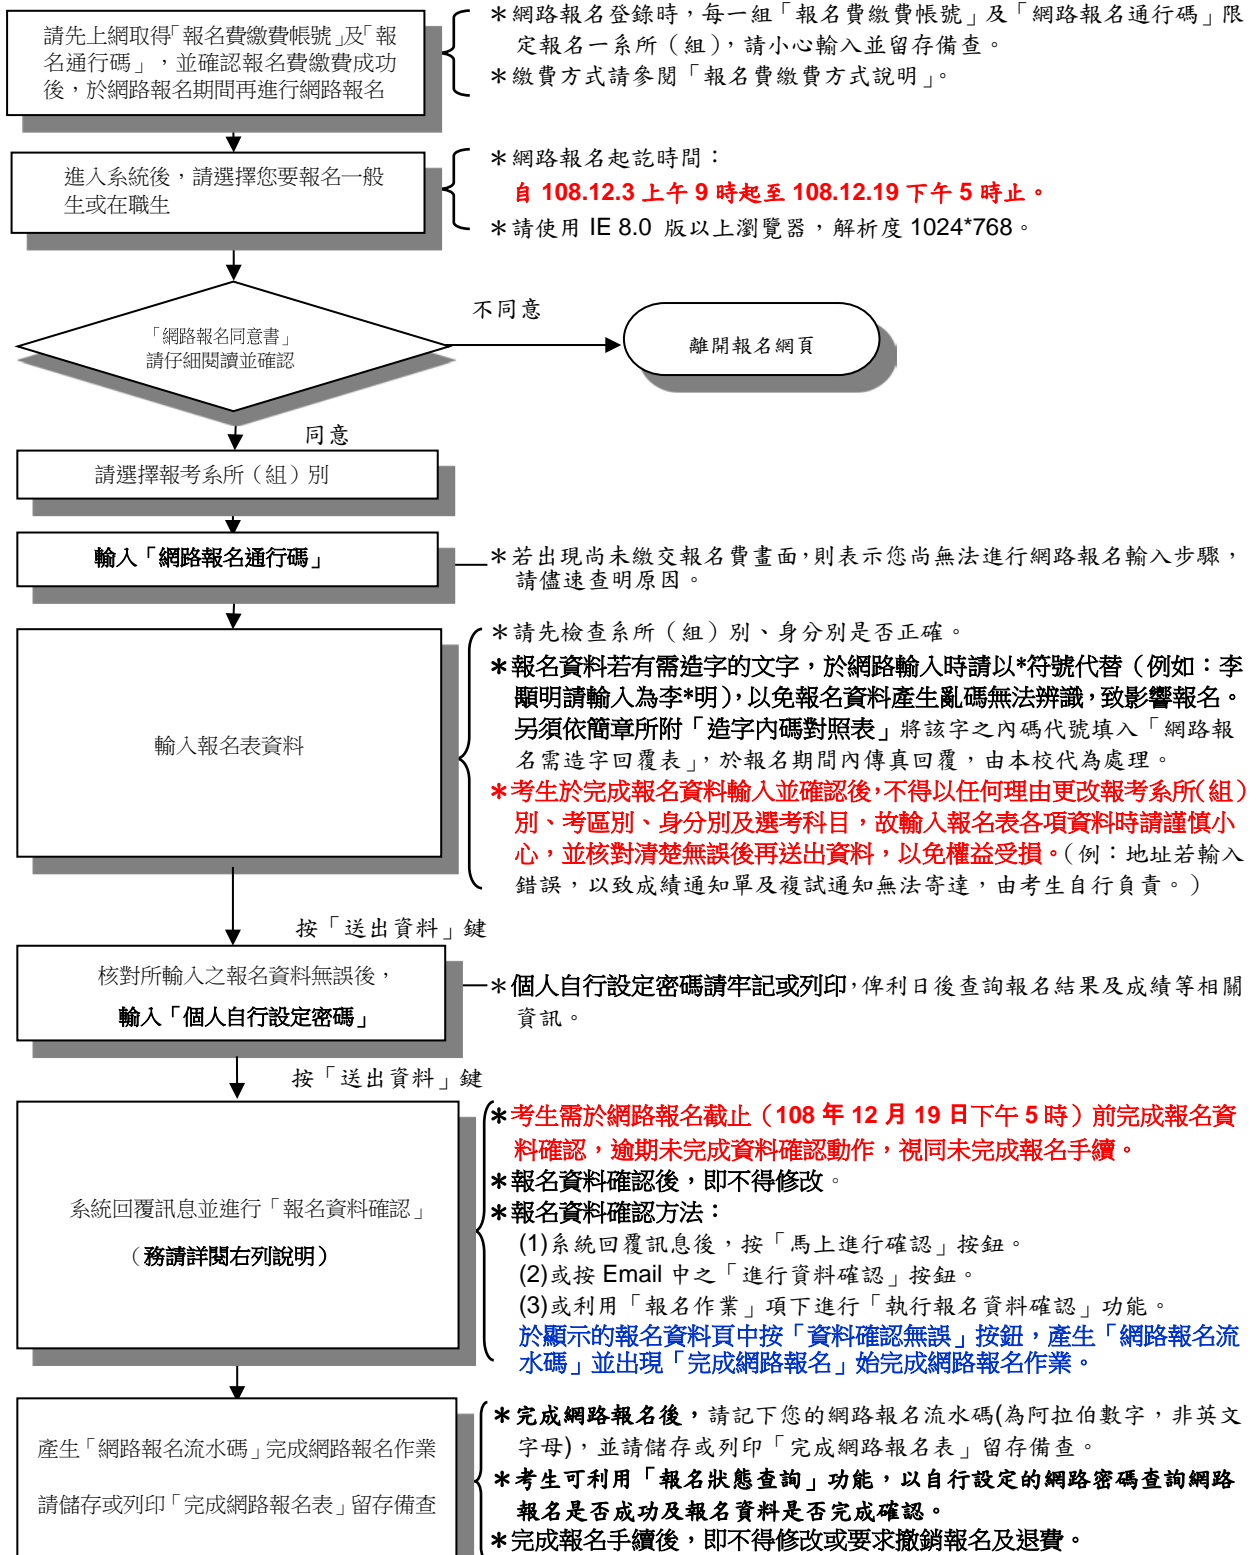 請先上網取得「報名費繳費帳號」及「報
名通行碼」，並確認報名費繳費成功
後，於網路報名期間再進行網路報名
＊網路報名登錄時，每一組「報名費繳費帳號」及「網路報名通行碼」限
定報名一系所（組），請小心輸入並留存備查。
＊繳費方式請參閱「報名費繳費方式說明」。
進入系統後，請選擇您要報名一般
生或在職生
＊網路報名起訖時間：
自 108.12.3 上午 9 時起至 108.12.19 下午 5 時止。
＊請使用 IE 8.0 版以上瀏覽器，解析度 1024*768。
「網路報名同意書」
請仔細閱讀並確認
不同意
離開報名網頁
同意
請選擇報考系所（組）別
輸入「網路報名通行碼」
＊若出現尚未繳交報名費畫面，則表示您尚無法進行網路報名輸入步驟，
請儘速查明原因。
輸入報名表資料
＊請先檢查系所（組）別、身分別是否正確。
＊報名資料若有需造字的文字，於網路輸入時請以*符號代替（例如：李
顒明請輸入為李*明），以免報名資料產生亂碼無法辨識，致影響報名。
另須依簡章所附「造字內碼對照表」將該字之內碼代號填入「網路報
名需造字回覆表」，於報名期間內傳真回覆，由本校代為處理。
＊考生於完成報名資料輸入並確認後，不得以任何理由更改報考系所（組）
別、考區別、身分別及選考科目，故輸入報名表各項資料時請謹慎小
心，並核對清楚無誤後再送出資料，以免權益受損。（例：地址若輸入
錯誤，以致成績通知單及複試通知無法寄達，由考生自行負責。）
按「送出資料」鍵
核對所輸入之報名資料無誤後，
輸入「個人自行設定密碼」
＊個人自行設定密碼請牢記或列印，俾利日後查詢報名結果及成績等相關
資訊。
按「送出資料」鍵
系統回覆訊息並進行「報名資料確認」
（務請詳閱右列說明）
＊考生需於網路報名截止（108 年 12 月 19 日下午 5 時）前完成報名資
料確認，逾期未完成資料確認動作，視同未完成報名手續。
＊報名資料確認後，即不得修改。
＊報名資料確認方法：
(1)系統回覆訊息後，按「馬上進行確認」按鈕。
(2)或按 Email 中之「進行資料確認」按鈕。
(3)或利用「報名作業」項下進行「執行報名資料確認」功能。
於顯示的報名資料頁中按「資料確認無誤」按鈕，產生「網路報名流
水碼」並出現「完成網路報名」始完成網路報名作業。
產生「網路報名流水碼」完成網路報名作業
請儲存或列印「完成網路報名表」留存備查
＊完成網路報名後，請記下您的網路報名流水碼(為阿拉伯數字，非英文
字母)，並請儲存或列印「完成網路報名表」留存備查。
＊考生可利用「報名狀態查詢」功能，以自行設定的網路密碼查詢網路
報名是否成功及報名資料是否完成確認。
＊完成報名手續後，即不得修改或要求撤銷報名及退費。